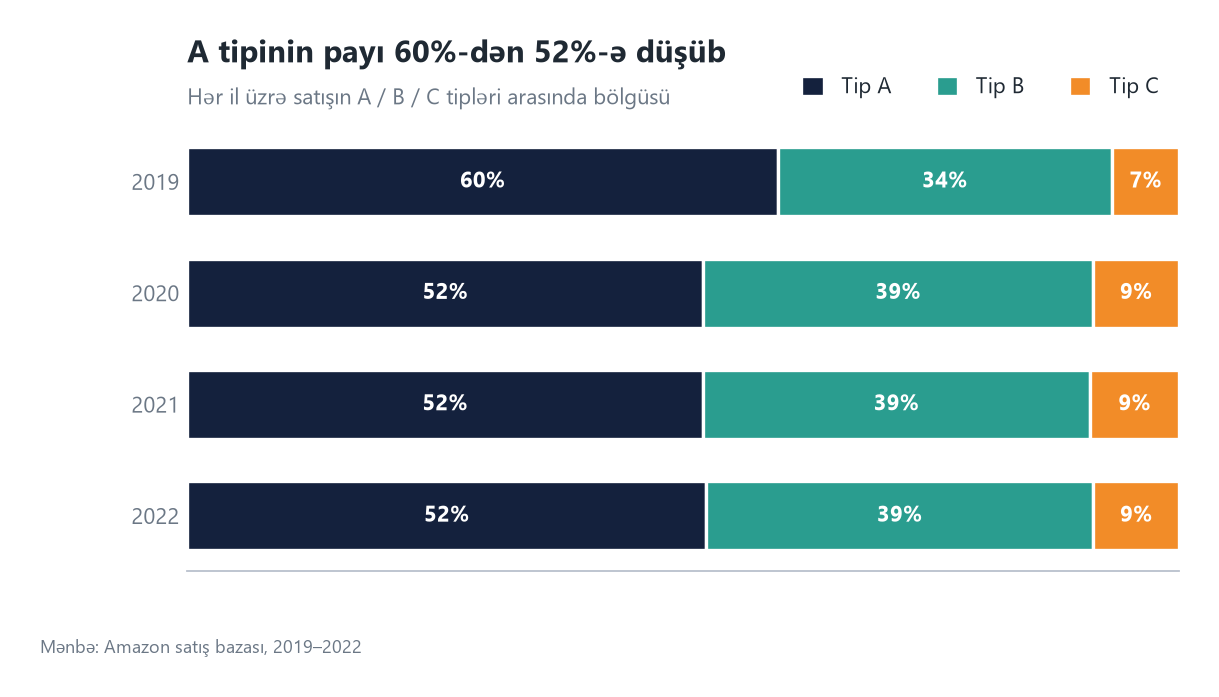 A tipinin payı 60%-dən 52%-ə düşüb
Hər il üzrə satışın A / B / C tipləri arasında bölgüsü
Tip A Tip B Tip C
2019 60% 34% 7%
2020 52% 39% 9%
2021 52% 39% 9%
2022 52% 39% 9%
Mənbə: Amazon satış bazası, 2019–2022